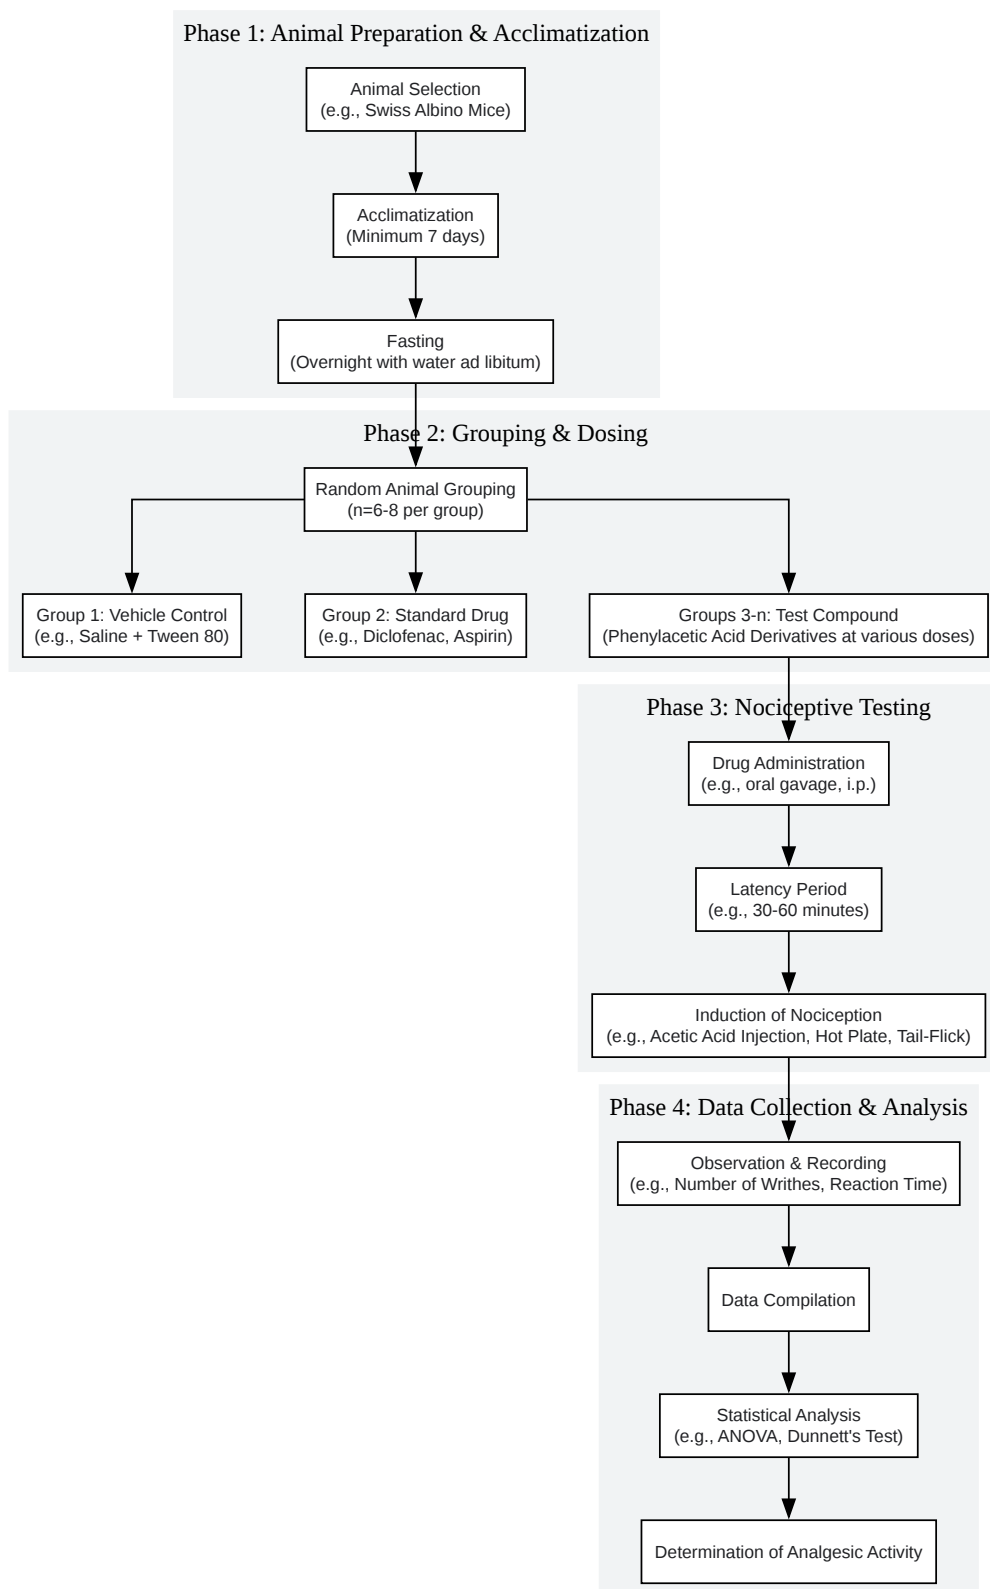 Phase 1: Animal Preparation & Acclimatization
Animal Selection
(e.g., Swiss Albino Mice)
Acclimatization
(Minimum 7 days)
Fasting
(Overnight with water ad libitum)
Phase 2: Grouping & Dosing
Random Animal Grouping
(n=6-8 per group)
Group 1: Vehicle Control
(e.g., Saline + Tween 80)
Group 2: Standard Drug
(e.g., Diclofenac, Aspirin)
Groups 3-n: Test Compound
(Phenylacetic Acid Derivatives at various doses)
Phase 3: Nociceptive Testing
Drug Administration
(e.g., oral gavage, i.p.)
Latency Period
(e.g., 30-60 minutes)
Induction of Nociception
(e.g., Acetic Acid Injection, Hot Plate, Tail-Flick)
Phase 4: Data Collection & Analysis
Observation & Recording
(e.g., Number of Writhes, Reaction Time)
Data Compilation
Statistical Analysis
(e.g., ANOVA, Dunnett's Test)
Determination of Analgesic Activity